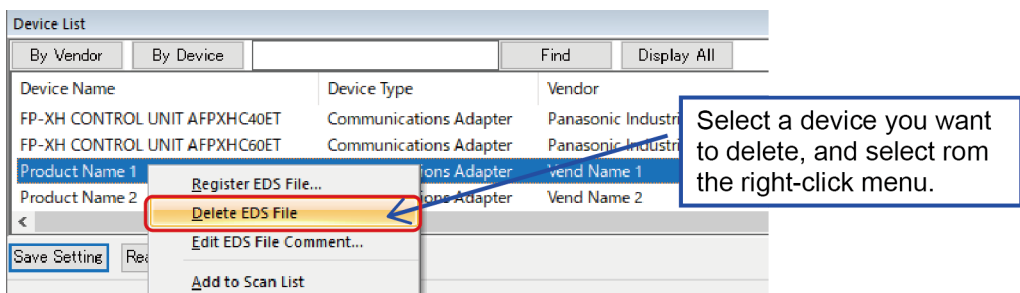 Device List
By Vendor By Device Find Display All
Device Name Device Type Vendor
FP-XH CONTROL UNIT AFPXHC40ET Communications Adapter Panasonic Industri
FP-XH CONTROL UNIT AFPXHC60ET Communications Adapter Panasonic Industri
Product Name 1 ions Adapter Vend Name 1
Product Name 2 ions Adapter Vend Name 2
Register EDS File...
Delete EDS File
Edit EDS File Comment...
Add to Scan List
Save Setting Rea
Select a device you want
to delete, and select rom
the right-click menu.